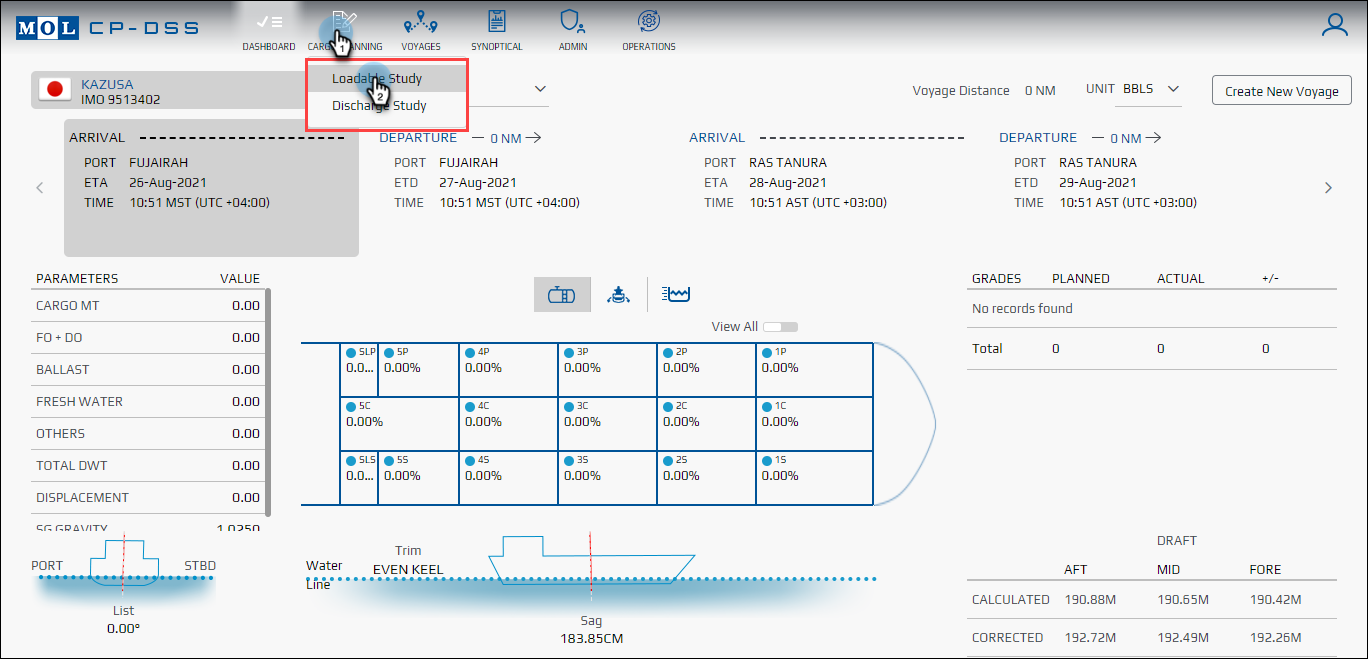 MOL CP-DSS
DASHBOARD
CARGO PLANNING
VOYAGES
SYNOPTICAL
ADMIN
OPERATIONS
1
Loadable Study
2
Discharge Study
KAZUSA
IMO 9513402
Voyage Distance 0 NM
UNIT BBLS
Create New Voyage
ARRIVAL
PORT FUJAIRAH
ETA 26-Aug-2021
TIME 10:51 MST (UTC +04:00)
DEPARTURE 0 NM
PORT FUJAIRAH
ETD 27-Aug-2021
TIME 10:51 MST (UTC +04:00)
ARRIVAL
PORT RAS TANURA
ETA 28-Aug-2021
TIME 10:51 AST (UTC +03:00)
DEPARTURE 0 NM
PORT RAS TANURA
ETD 29-Aug-2021
TIME 10:51 AST (UTC +03:00)
PARAMETERS VALUE
CARGO MT 0.00
FO + DO 0.00
BALLAST 0.00
FRESH WATER 0.00
OTHERS 0.00
TOTAL DWT 0.00
DISPLACEMENT 0.00
SG GRAVITY 1.0250
View All
5LP 5P 4P 3P 2P 1P
0.0... 0.00% 0.00% 0.00% 0.00% 0.00%
5C 4C 3C 2C 1C
0.00% 0.00% 0.00% 0.00% 0.00%
5LS 5S 4S 3S 2S 1S
0.0... 0.00% 0.00% 0.00% 0.00% 0.00%
GRADES PLANNED ACTUAL +/-
No records found
Total 0 0 0
PORT STBD
List
0.00°
Water
Line
Trim
EVEN KEEL
Sag
183.85CM
DRAFT
AFT MID FORE
CALCULATED 190.88M 190.65M 190.42M
CORRECTED 192.72M 192.49M 192.26M